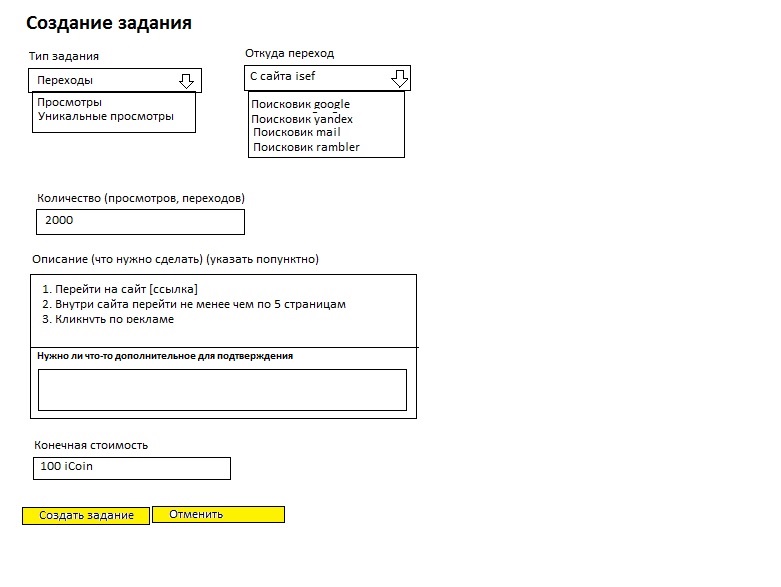 Создание задания
Тип задания
Откуда переход
Переходы
С сайта isef
Просмотры
Уникальные просмотры
Поисковик google
Поисковик yandex
Поисковик mail
Поисковик rambler
Количество (просмотров, переходов)
2000
Описание (что нужно сделать) (указать попунктно)
1. Перейти на сайт [ссылка]
2. Внутри сайта перейти не менее чем по 5 страницам
3. Кликнуть по рекламе
Нужно ли что-то дополнительное для подтверждения
Конечная стоимость
100 iCoin
Создать задание
Отменить